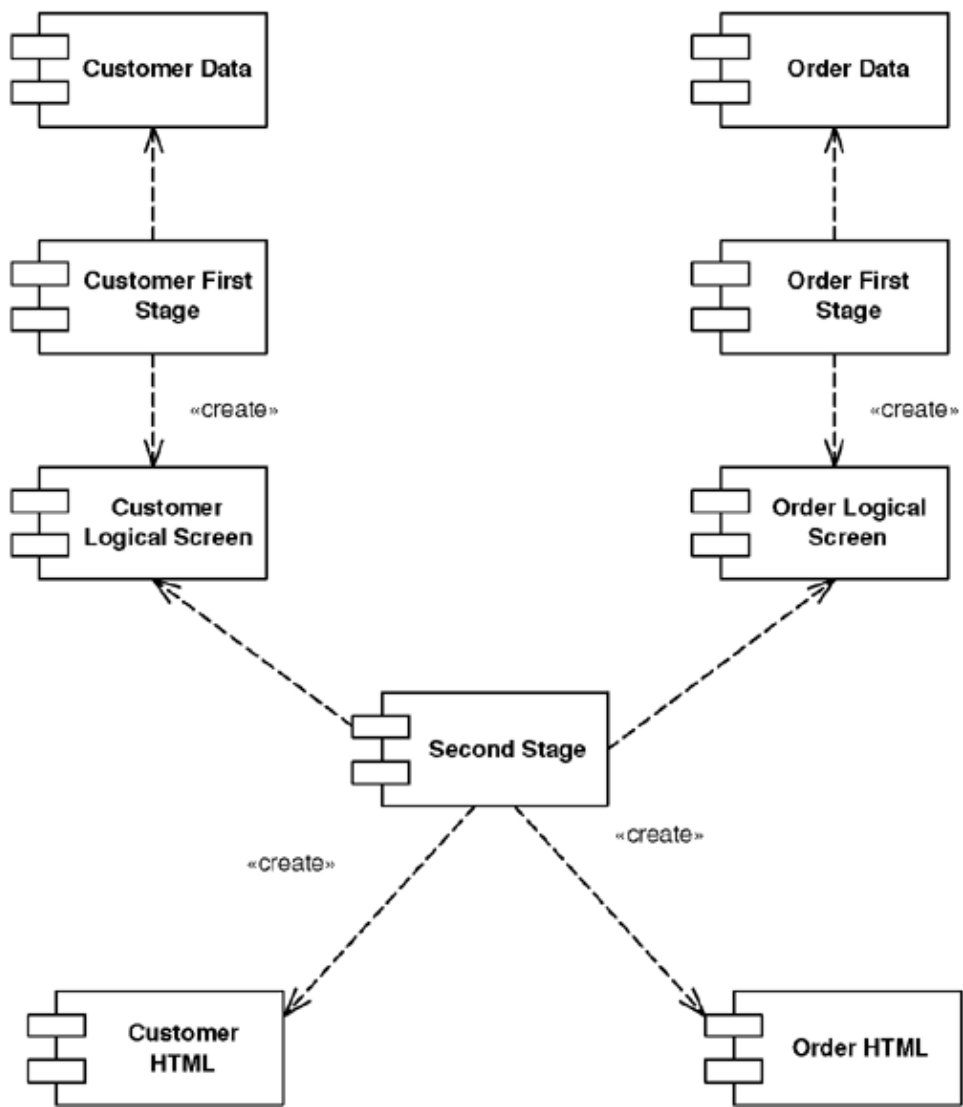 Customer Data
Order Data
Customer First
Stage
Order First
Stage
«create»
«create»
Customer
Logical Screen
Order Logical
Screen
Second Stage
«create»
«create»
Customer
HTML
Order HTML